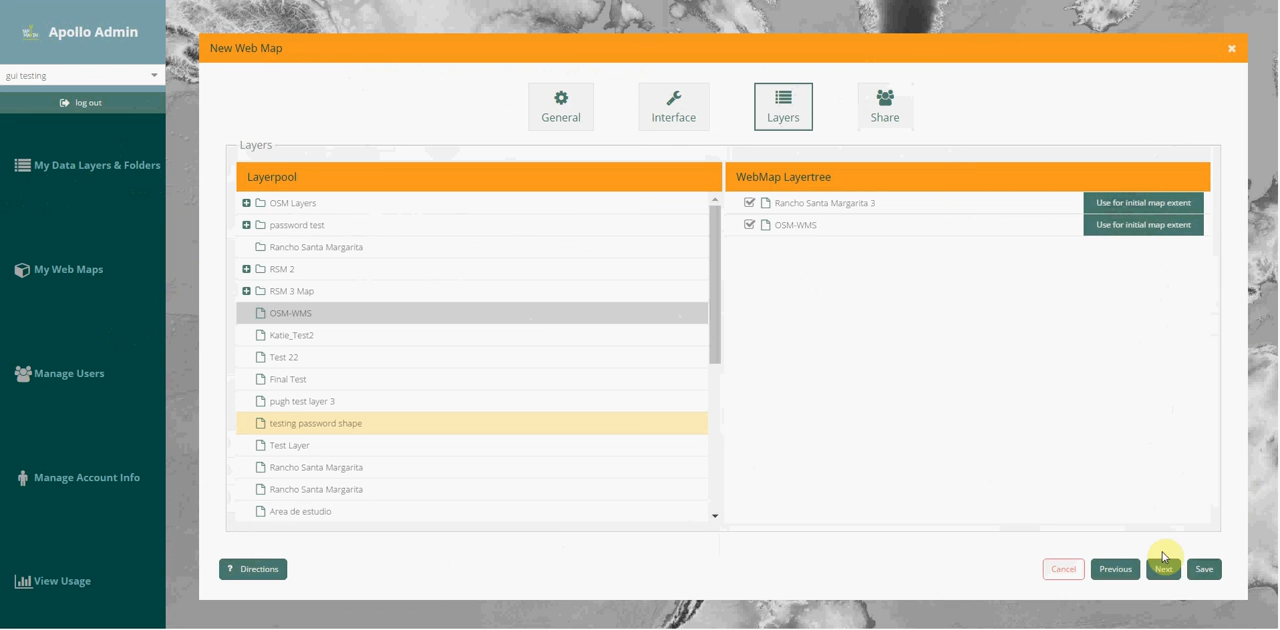 Apollo Admin
gui testing
log out
My Data Layers & Folders
My Web Maps
Manage Users
Manage Account Info
View Usage
New Web Map
General
Interface
Layers
Share
Layers
Layerpool
OSM Layers
password test
Rancho Santa Margarita
RSM 2
RSM 3 Map
OSM-WMS
Katie_Test2
Test 22
Final Test
pugh test layer 3
testing password shape
Test Layer
Rancho Santa Margarita
Rancho Santa Margarita
Area de estudio
WebMap Layertree
Rancho Santa Margarita 3
Use for initial map extent
OSM-WMS
Use for initial map extent
? Directions
Cancel
Previous
Next
Save